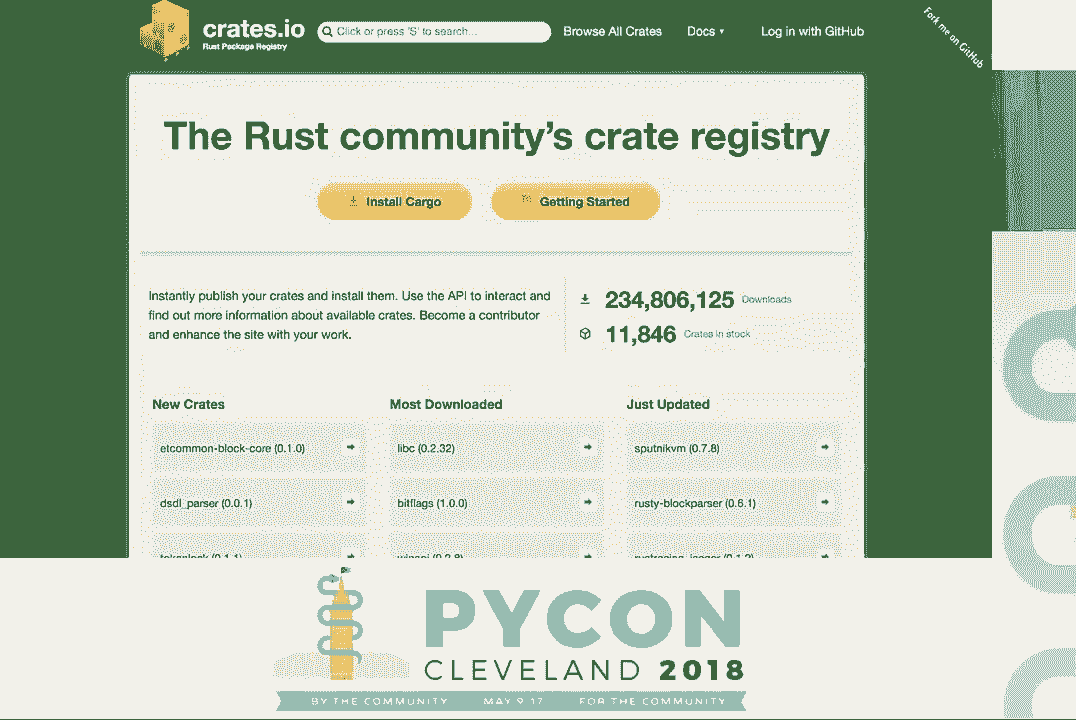 crates.io
Rust Package Registry
Click or press 'S' to search...
Browse All Crates
Docs
Log in with GitHub
Fork me on GitHub
The Rust community's crate registry
Install Cargo
Getting Started
Instantly publish your crates and install them. Use the API to interact and
find out more information about available crates. Become a contributor
and enhance the site with your work.
234,806,125 Downloads
11,846 Crates in stock
New Crates
Most Downloaded
Just Updated
etcommon-block-core (0.1.0)
libc (0.2.32)
sputnikvm (0.7.8)
dsdl_parser (0.0.1)
bitflags (1.0.0)
rusty-blockparser (0.6.1)
PYCON
CLEVELAND 2018
BY THE COMMUNITY MAY 9-17 FOR THE COMMUNITY